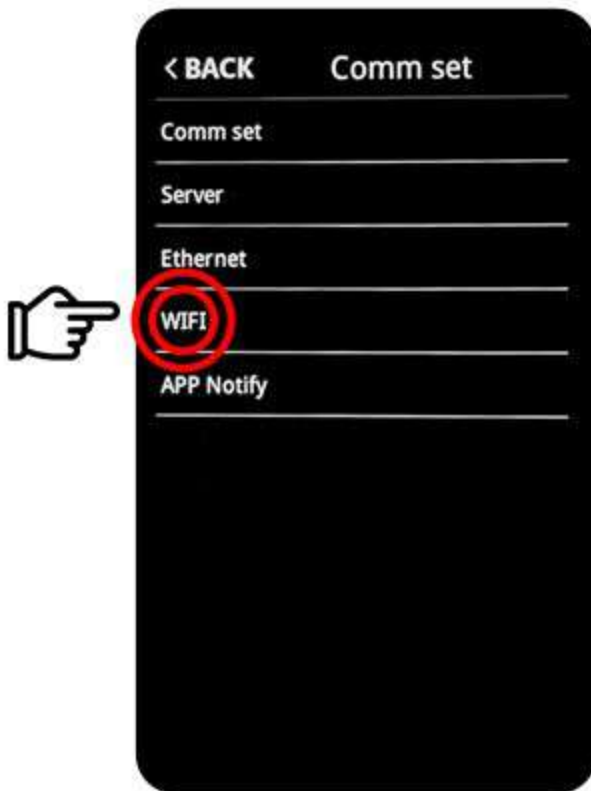 < BACK Comm set
Comm set
Server
Ethernet
WIFI
APP Notify